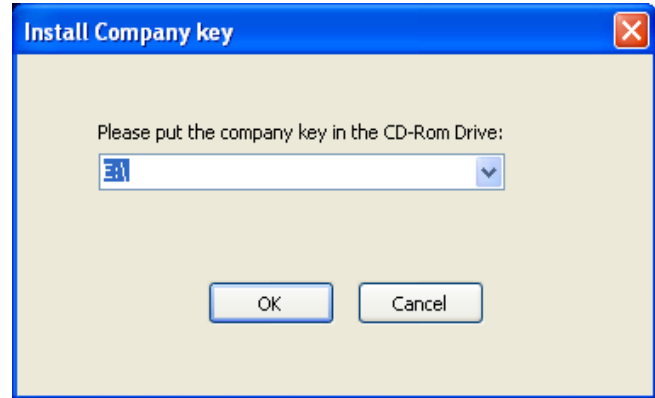 Install Company key
Please put the company key in the CD-Rom Drive:
E:\
OK
Cancel